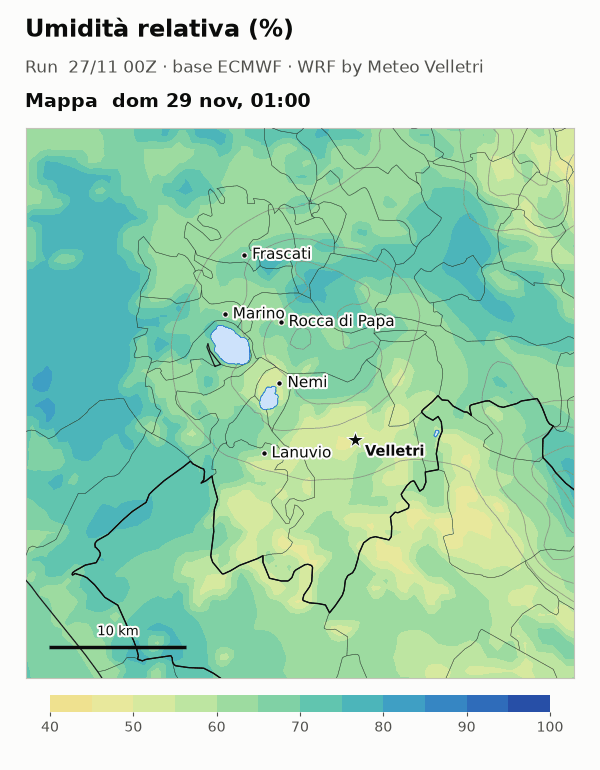 Umidità relativa (%)
Run  27/11 00Z · base ECMWF · WRF by Meteo Velletri
Mappa  dom 29 nov, 01:00
Frascati
Marino
Rocca di Papa
Nemi
Velletri
Lanuvio
10 km
40 50 60 70 80 90 100